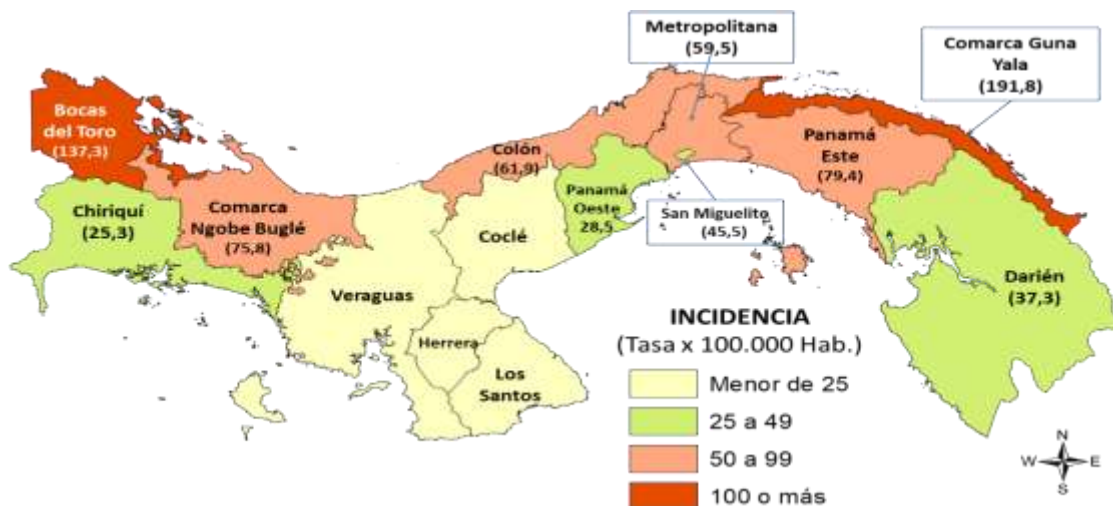 Metropolitana
(59,5)
Comarca Guna
Yala
(191,8)
Bocas
del Toro
(137,3)
Colón
(61,9)
Panamá
Este
(79,4)
Chiriquí
(25,3)
Comarca
Ngobe Buglé
(75,8)
Panamá
Oeste
28,5
San Miguelito
(45,5)
Coclé
Veraguas
Darién
(37,3)
Herrera
Los
Santos
INCIDENCIA
(Tasa x 100.000 Hab.)
Menor de 25
25 a 49
50 a 99
100 o más
N
W
E
S